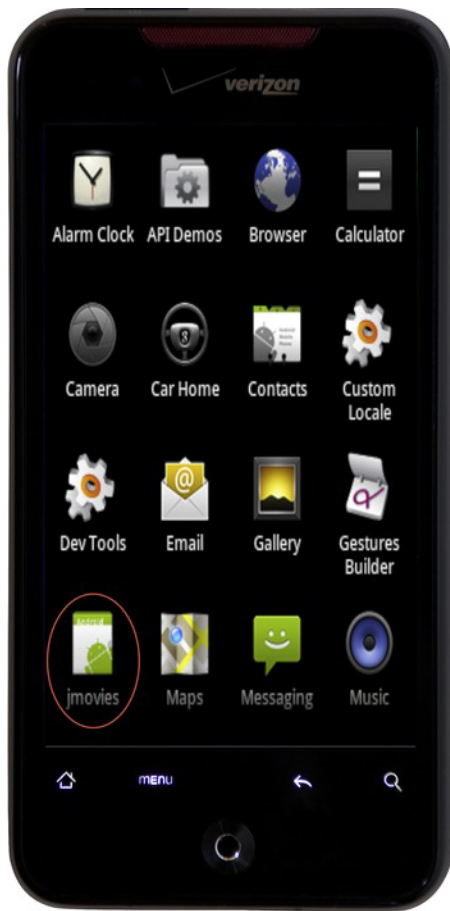 verizon
Alarm Clock API Demos Browser Calculator
Camera Car Home Contacts Custom
Locale
Dev Tools Email Gallery Gestures
Builder
jmovies Maps Messaging Music
MENU